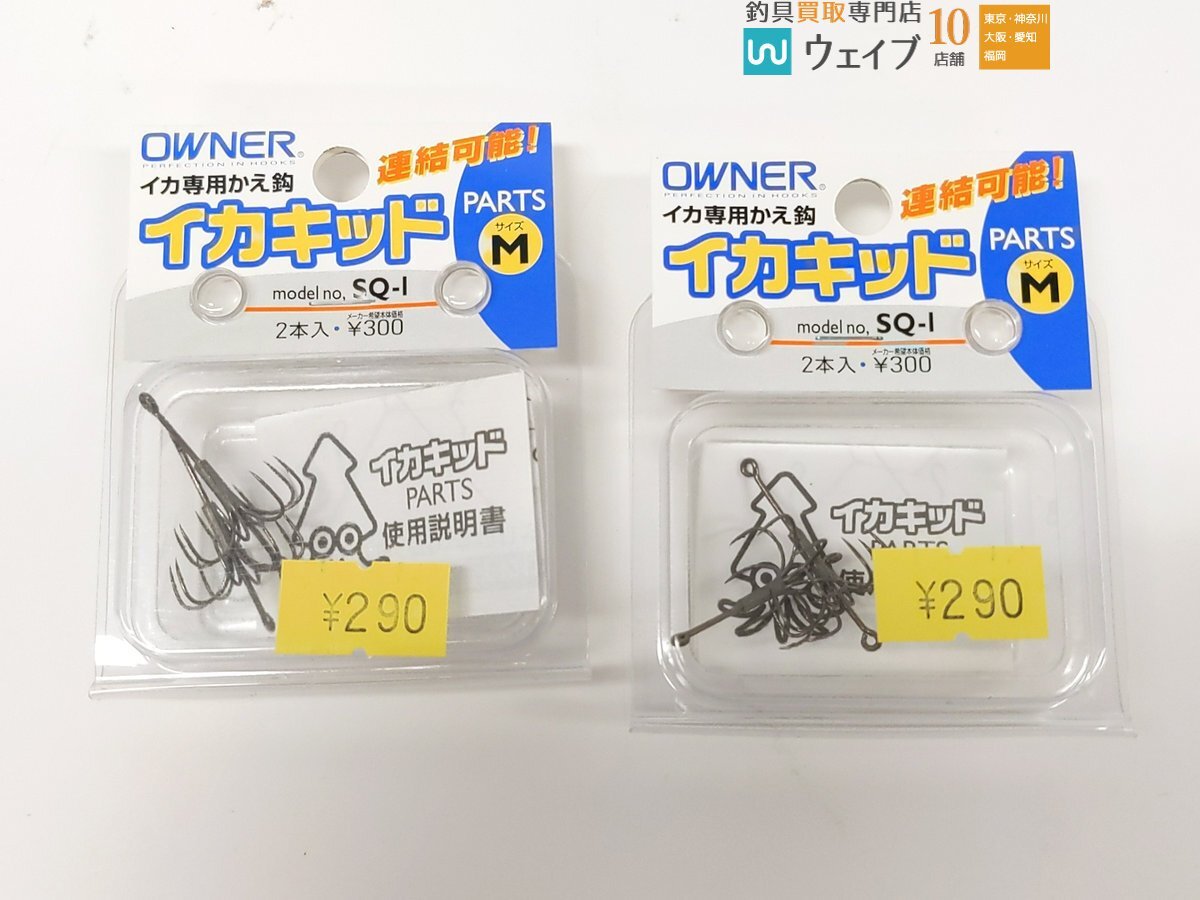 釣具買取専門店
ウェイブ
10
店舗
東京・神奈川
大阪・愛知
福岡
OWNER®
PERFECTION IN HOOKS
連結可能!
イカ専用かえ鈎
イカキッド
PARTS
サイズ
M
model no, SQ-1
メーカー希望本体価格
2本入・¥300
イカキッド
PARTS
使用説明書
¥290
OWNER®
PERFECTION IN HOOKS
連結可能!
イカ専用かえ鈎
イカキッド
PARTS
サイズ
M
model no, SQ-1
メーカー希望本体価格
2本入・¥300
イカキッド
PARTS
使
¥290